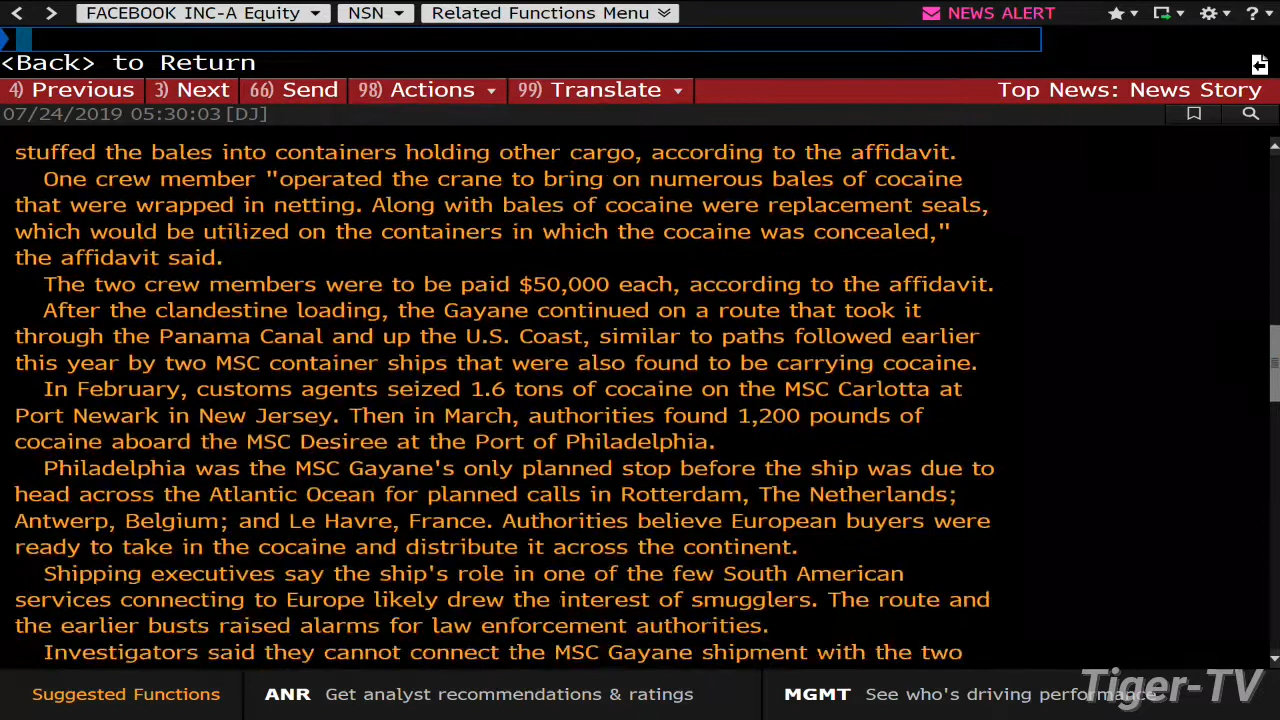 FACEBOOK INC-A Equity NSN Related Functions Menu NEWS ALERT ?
<Back> to Return
4) Previous 3) Next 66) Send 98) Actions 99) Translate Top News: News Story
07/24/2019 05:30:03[DJ]
stuffed the bales into containers holding other cargo, according to the affidavit.
One crew member "operated the crane to bring on numerous bales of cocaine
that were wrapped in netting. Along with bales of cocaine were replacement seals,
which would be utilized on the containers in which the cocaine was concealed,"
the affidavit said.
The two crew members were to be paid $50,000 each, according to the affidavit.
After the clandestine loading, the Gayane continued on a route that took it
through the Panama Canal and up the U.S. Coast, similar to paths followed earlier
this year by two MSC container ships that were also found to be carrying cocaine.
In February, customs agents seized 1.6 tons of cocaine on the MSC Carlotta at
Port Newark in New Jersey. Then in March, authorities found 1,200 pounds of
cocaine aboard the MSC Desiree at the Port of Philadelphia.
Philadelphia was the MSC Gayane's only planned stop before the ship was due to
head across the Atlantic Ocean for planned calls in Rotterdam, The Netherlands;
Antwerp, Belgium; and Le Havre, France. Authorities believe European buyers were
ready to take in the cocaine and distribute it across the continent.
Shipping executives say the ship's role in one of the few South American
services connecting to Europe likely drew the interest of smugglers. The route and
the earlier busts raised alarms for law enforcement authorities.
Investigators said they cannot connect the MSC Gayane shipment with the two
Suggested Functions ANR Get analyst recommendations & ratings MGMT See who's driving performance
Tiger-TV